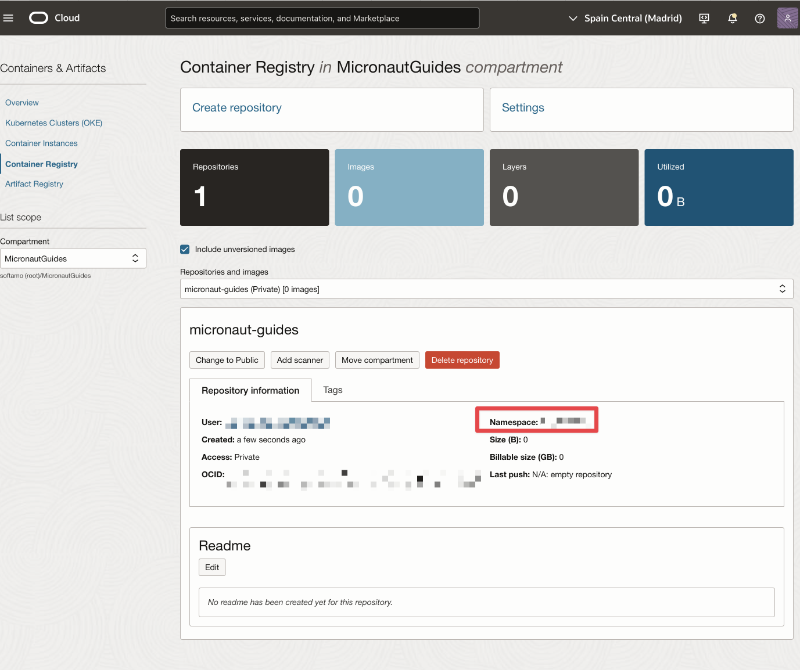 Cloud
Search resources, services, documentation, and Marketplace
Spain Central (Madrid)
Containers & Artifacts
Overview
Kubernetes Clusters (OKE)
Container Instances
Container Registry
Artifact Registry
List scope
Compartment
MicronautGuides
softamo (root)/MicronautGuides
Container Registry in MicronautGuides compartment
Create repository
Settings
Repositories
1
Images
0
Layers
0
Utilized
0 B
Include unversioned images
Repositories and images
micronaut-guides (Private) [0 images]
micronaut-guides
Change to Public
Add scanner
Move compartment
Delete repository
Repository information
Tags
User:
Created: a few seconds ago
Access: Private
OCID:
Namespace:
Size (B): 0
Billable size (GB): 0
Last push: N/A: empty repository
Readme
Edit
No readme has been created yet for this repository.